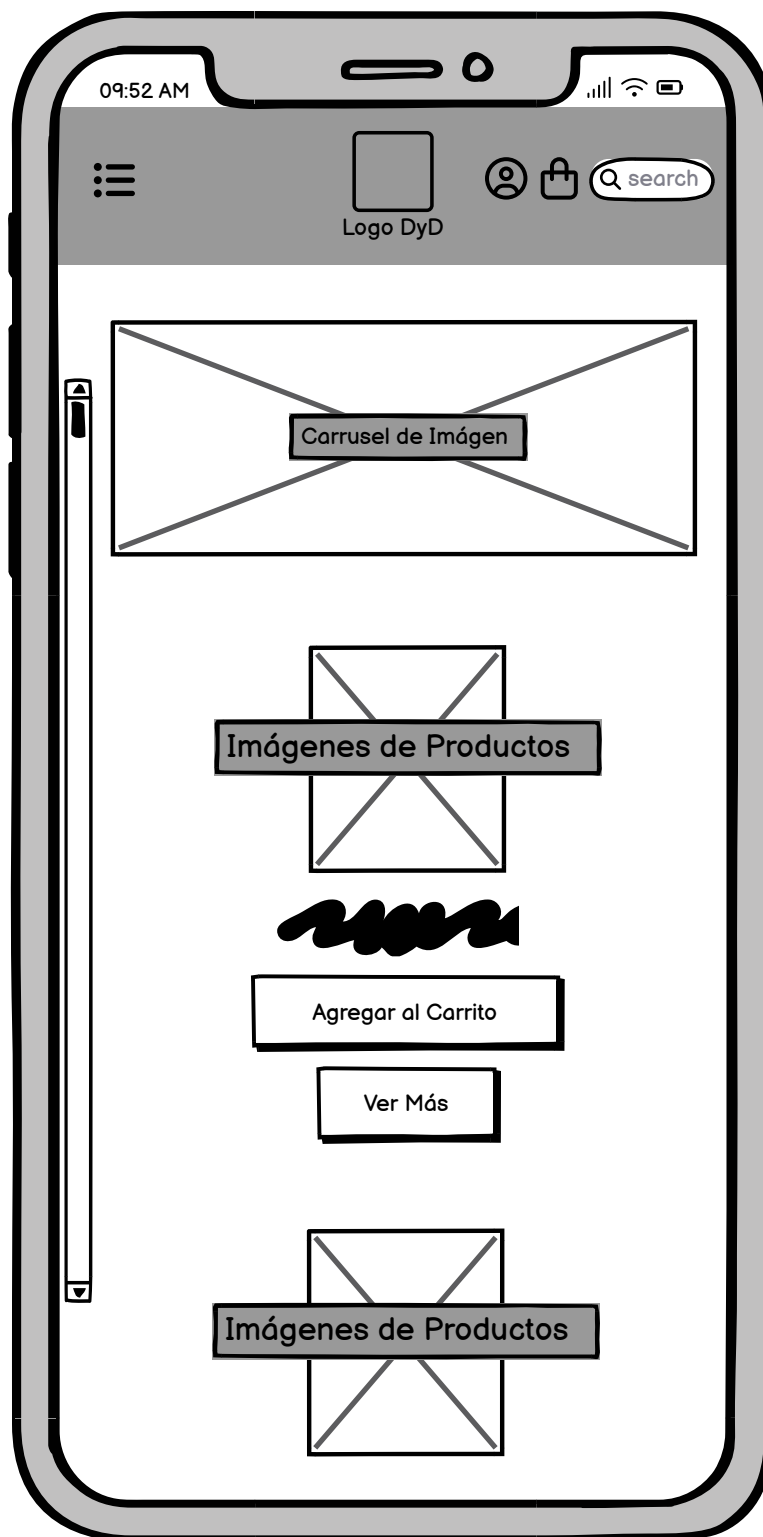 09:52 AM
search
Logo DyD
Carrusel de Imágen
Imágenes de Productos
Agregar al Carrito
Ver Más
Imágenes de Productos